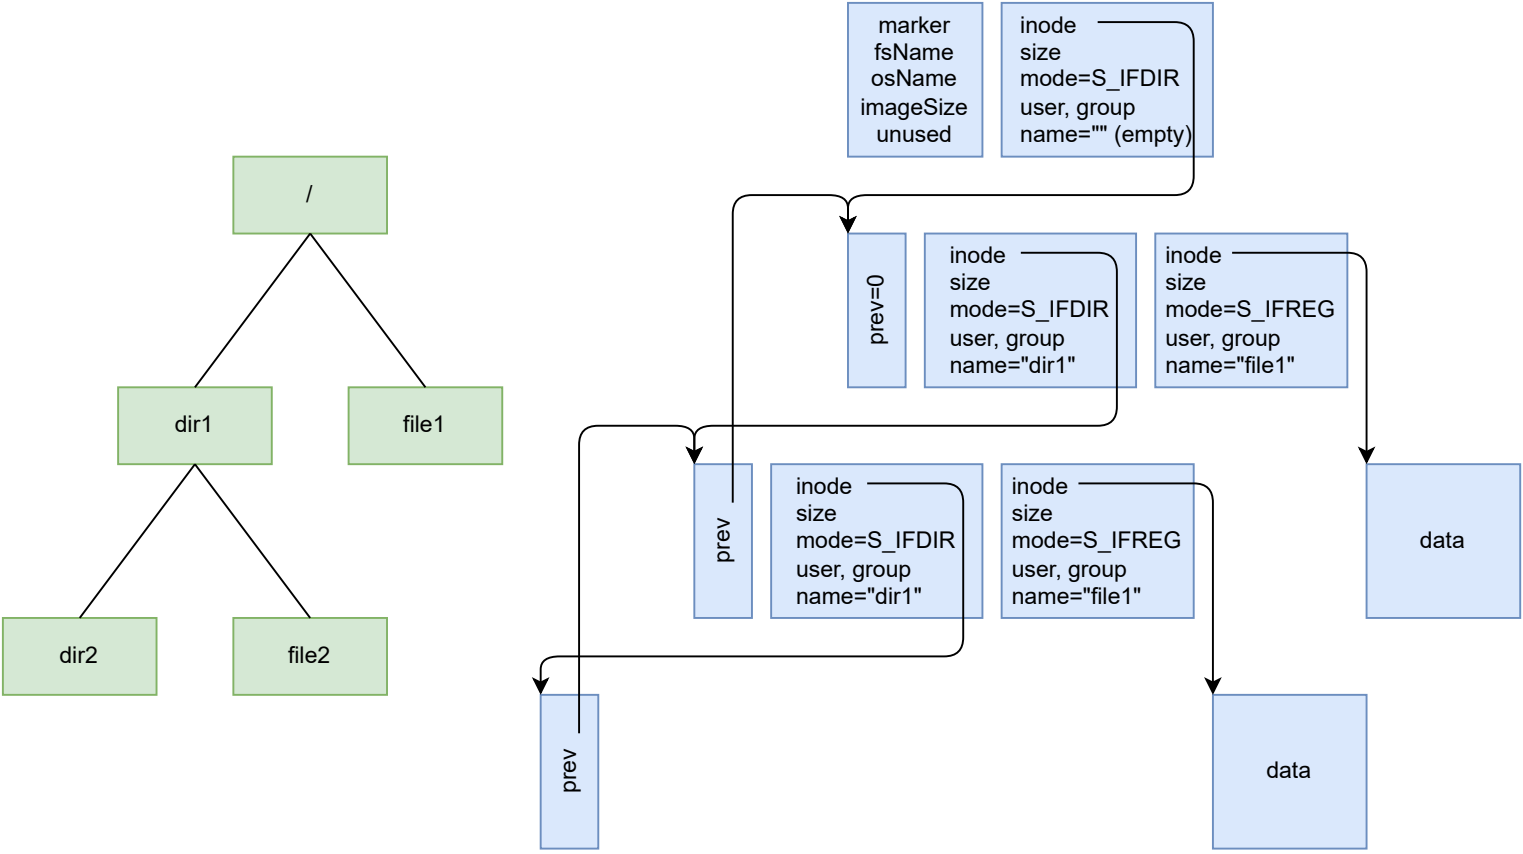 /
dir1
file1
dir2
file2
marker
fsName
osName
imageSize
unused
inode
size
mode=S_IFDIR
user, group
name="" (empty)
prev=0
inode
size
mode=S_IFDIR
user, group
name="dir1"
inode
size
mode=S_IFREG
user, group
name="file1"
prev
inode
size
mode=S_IFDIR
user, group
name="dir1"
inode
size
mode=S_IFREG
user, group
name="file1"
data
prev
data